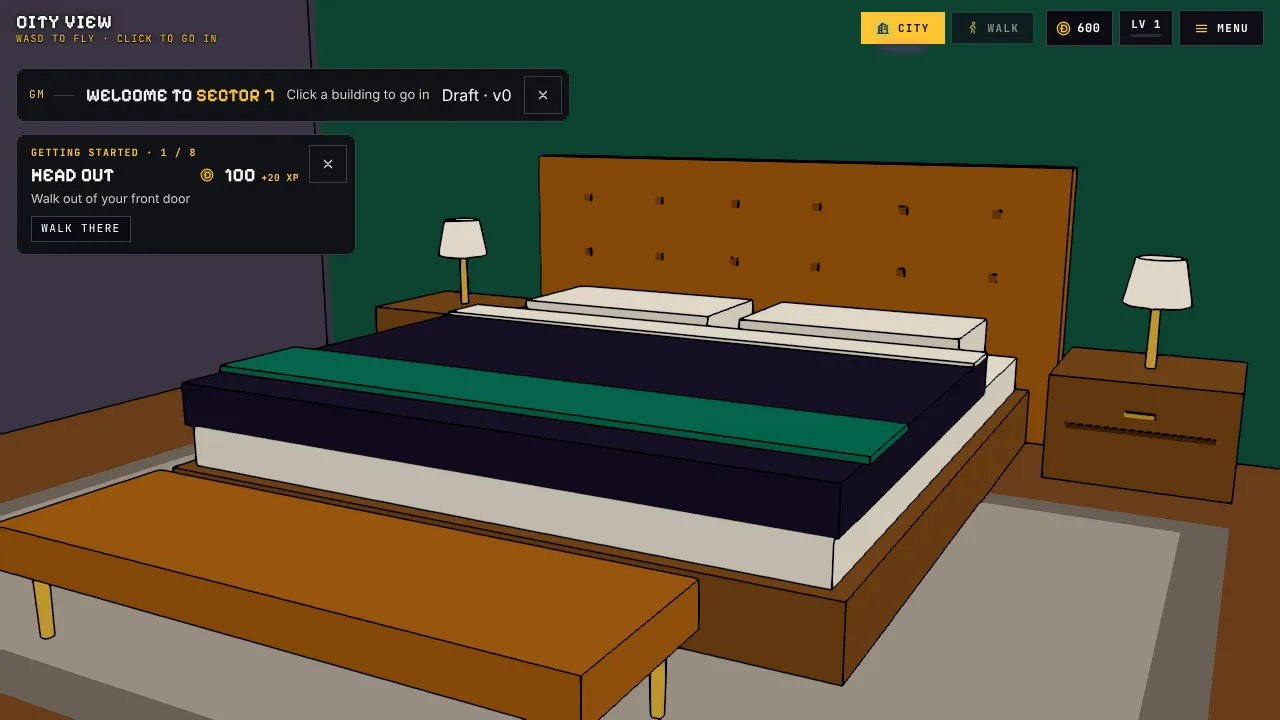 CITY VIEW
WASD TO FLY · CLICK TO GO IN
CITY
WALK
600
LV 1
MENU
GM
WELCOME TO SECTOR 7
Click a building to go in
Draft · v0
GETTING STARTED · 1 / 8
HEAD OUT
100 +20 XP
Walk out of your front door
WALK THERE